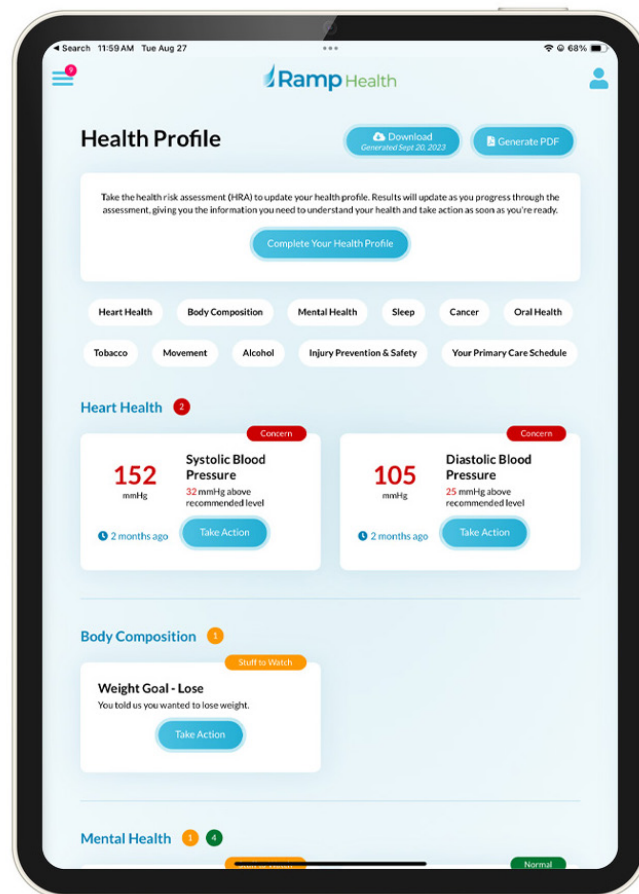 ◀ Search 11:59 AM Tue Aug 27 68%
9
Ramp Health
Health Profile
Download
Generated Sept 20, 2023
Generate PDF
Take the health risk assessment (HRA) to update your health profile. Results will update as you progress through the
assessment, giving you the information you need to understand your health and take action as soon as you're ready.
Complete Your Health Profile
Heart Health Body Composition Mental Health Sleep Cancer Oral Health
Tobacco Movement Alcohol Injury Prevention & Safety Your Primary Care Schedule
Heart Health 2
Concern
152
mmHg
Systolic Blood
Pressure
32 mmHg above
recommended level
2 months ago
Take Action
Concern
105
mmHg
Diastolic Blood
Pressure
25 mmHg above
recommended level
2 months ago
Take Action
Body Composition 1
Stuff to Watch
Weight Goal - Lose
You told us you wanted to lose weight.
Take Action
Mental Health 1 4
Stuff to Watch
Normal